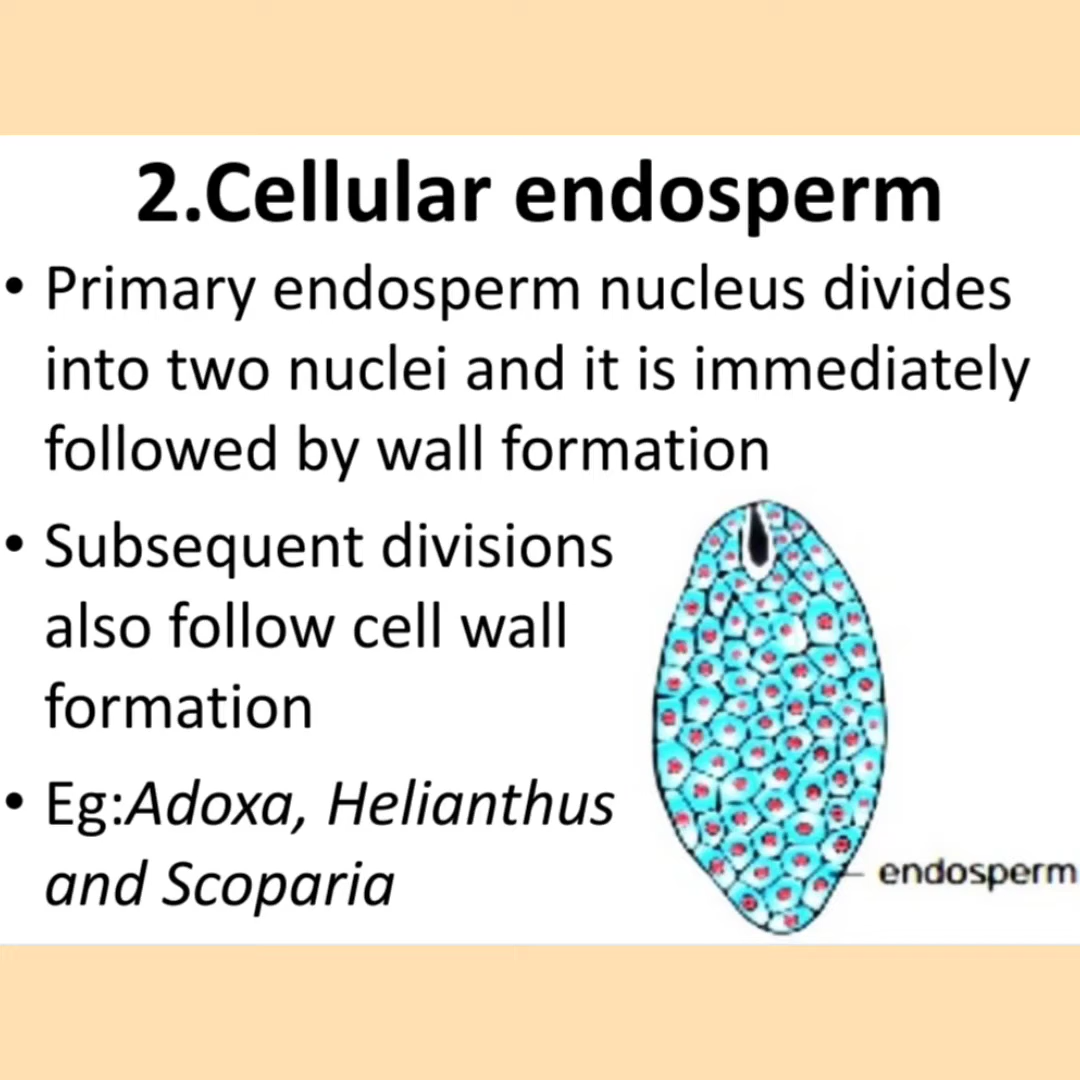 2.Cellular endosperm
• Primary endosperm nucleus divides
into two nuclei and it is immediately
followed by wall formation
• Subsequent divisions
also follow cell wall
formation
• Eg:Adoxa, Helianthus
and Scoparia
endosperm